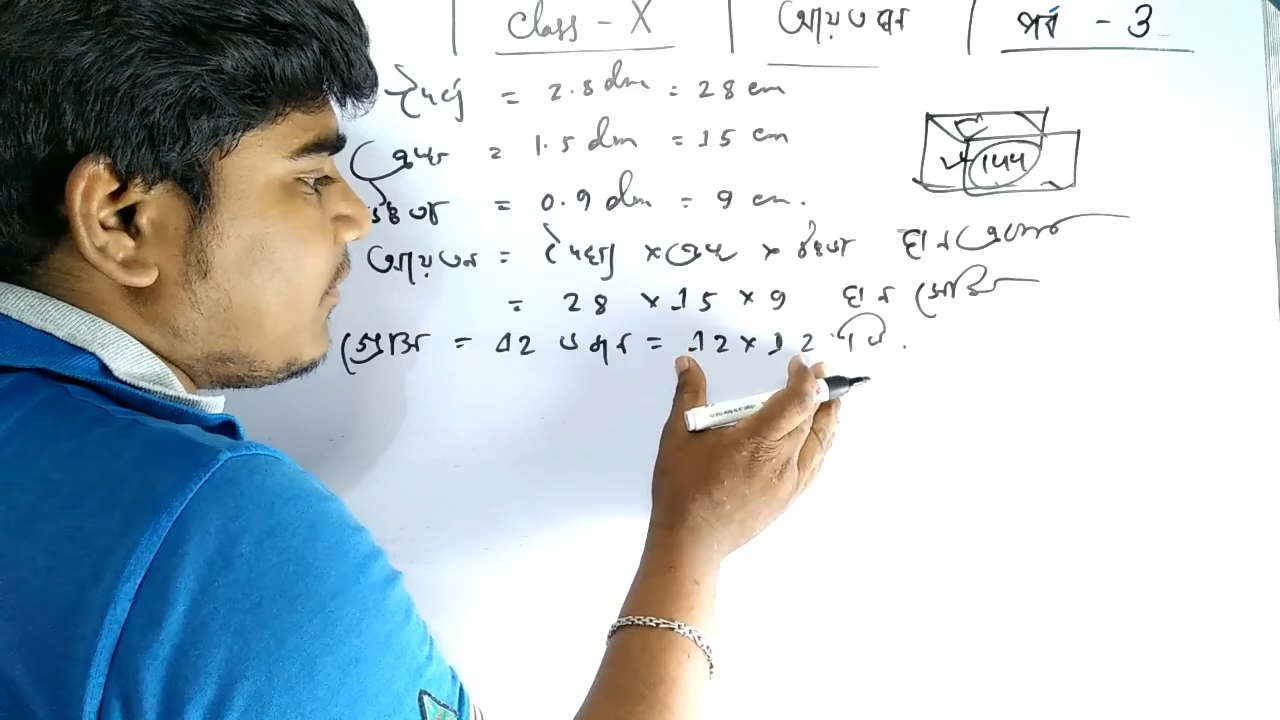 Class - X | আয়তঘন | পর্ব - 3
দৈর্ঘ্য = 2.8 dm = 28 cm
প্রস্থ = 1.5 dm = 15 cm
উচ্চতা = 0.9 dm = 9 cm.
আয়তন = দৈর্ঘ্য × প্রস্থ × উচ্চতা ঘন
= 28 × 15 × 9 ঘন সেমি
= 12 ডজন = 12 × 12 টি.
144